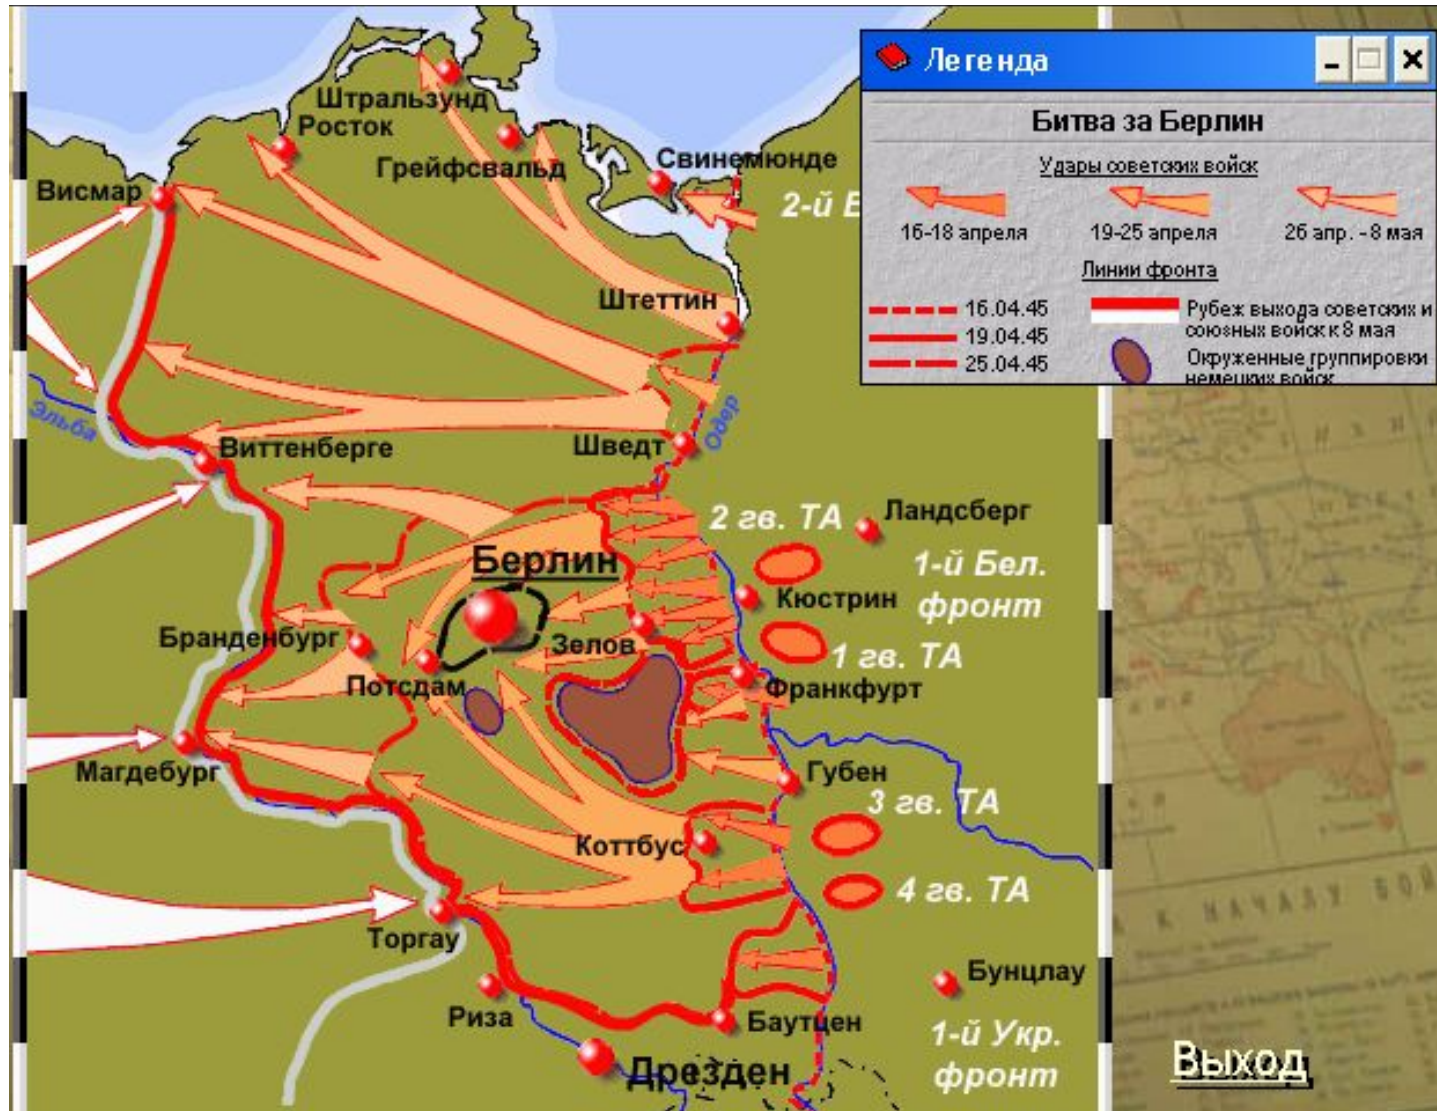 Легенда
Битва за Берлин
Удары советских войск
16-18 апреля
19-25 апреля
26 апр. - 8 мая
Линии фронта
16.04.45
19.04.45
25.04.45
Рубеж выхода советских и
союзных войск к 8 мая
Окруженные группировки
немецких войск
Штральзунд
Росток
Грейфсвальд
Свинемюнде
Висмар
2-й
Штеттин
Эльба
Одер
Шведт
Виттенберге
2 гв. ТА
Ландсберг
Берлин
1-й Бел.
фронт
Кюстрин
Бранденбург
Зелов
1 гв. ТА
Потсдам
Франкфурт
Магдебург
Губен
3 гв. ТА
Коттбус
4 гв. ТА
Торгау
Бунцлау
Риза
Баутцен
1-й Укр.
фронт
Дрезден
К НАЧАЛУ БОЙ
Выход